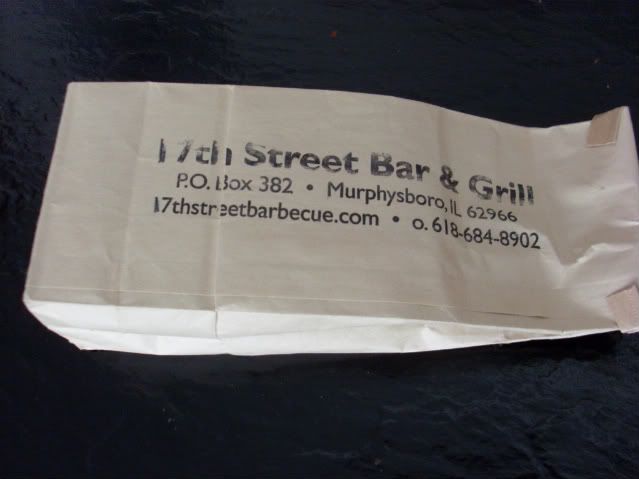 17th Street Bar & Grill
P.O. Box 382 • Murphysboro, IL 62966
17thstreetbarbecue.com • o. 618-684-8902